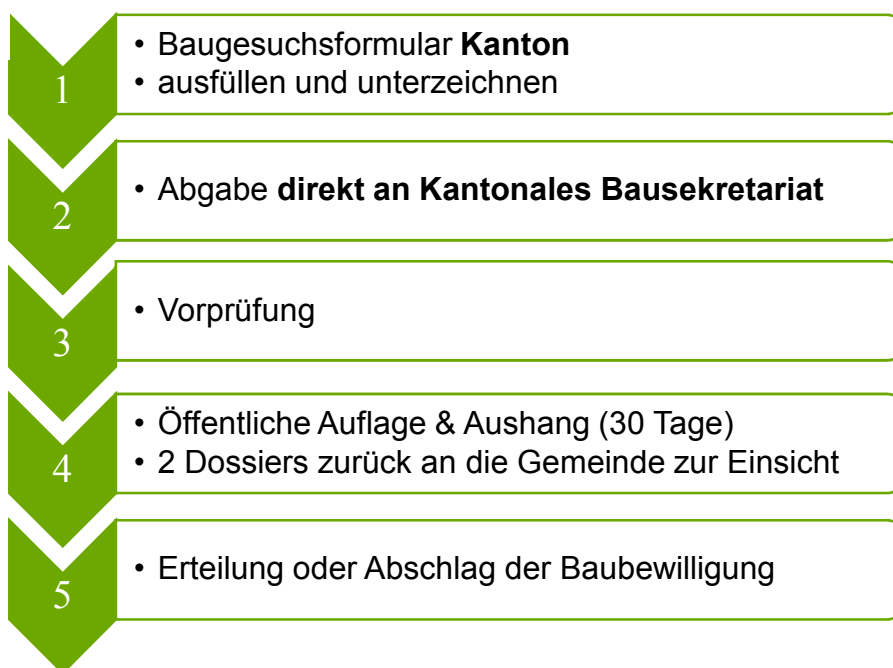 1
• Baugesuchsformular Kanton
• ausfüllen und unterzeichnen
2
• Abgabe direkt an Kantonales Bausekretariat
3
• Vorprüfung
4
• Öffentliche Auflage & Aushang (30 Tage)
• 2 Dossiers zurück an die Gemeinde zur Einsicht
5
• Erteilung oder Abschlag der Baubewilligung